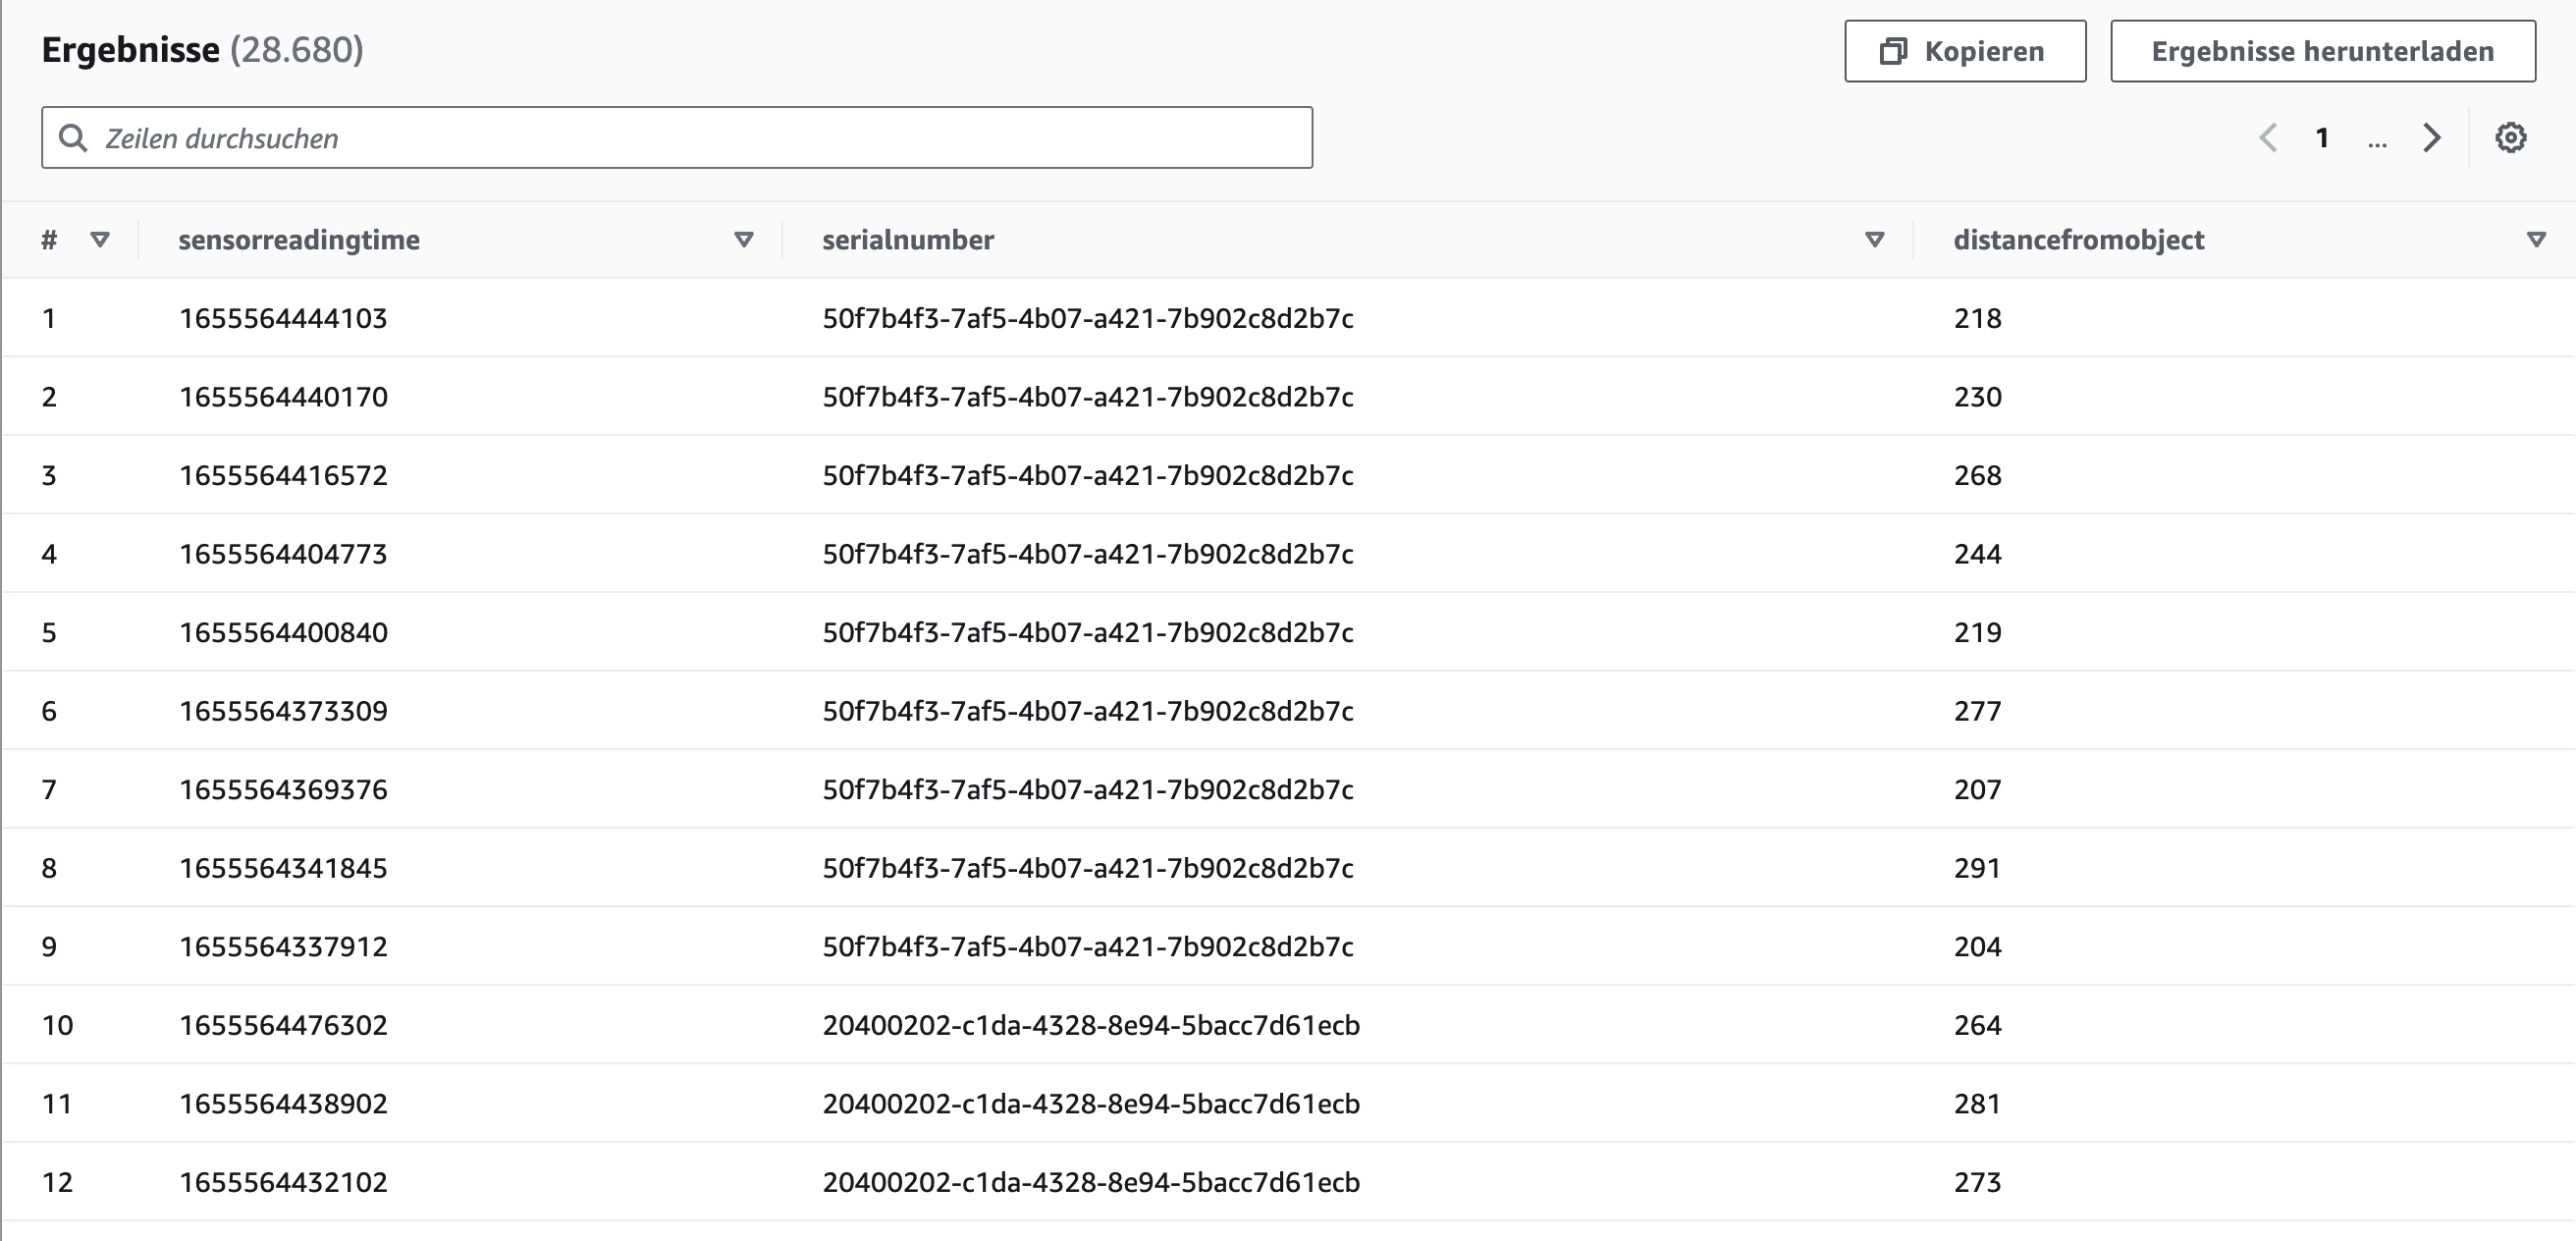 Ergebnisse (28.680)
Kopieren
Ergebnisse herunterladen
Zeilen durchsuchen
1 ...
# sensorreadingtime serialnumber distancefromobject
1 1655564444103 50f7b4f3-7af5-4b07-a421-7b902c8d2b7c 218
2 1655564440170 50f7b4f3-7af5-4b07-a421-7b902c8d2b7c 230
3 1655564416572 50f7b4f3-7af5-4b07-a421-7b902c8d2b7c 268
4 1655564404773 50f7b4f3-7af5-4b07-a421-7b902c8d2b7c 244
5 1655564400840 50f7b4f3-7af5-4b07-a421-7b902c8d2b7c 219
6 1655564373309 50f7b4f3-7af5-4b07-a421-7b902c8d2b7c 277
7 1655564369376 50f7b4f3-7af5-4b07-a421-7b902c8d2b7c 207
8 1655564341845 50f7b4f3-7af5-4b07-a421-7b902c8d2b7c 291
9 1655564337912 50f7b4f3-7af5-4b07-a421-7b902c8d2b7c 204
10 1655564476302 20400202-c1da-4328-8e94-5bacc7d61ecb 264
11 1655564438902 20400202-c1da-4328-8e94-5bacc7d61ecb 281
12 1655564432102 20400202-c1da-4328-8e94-5bacc7d61ecb 273